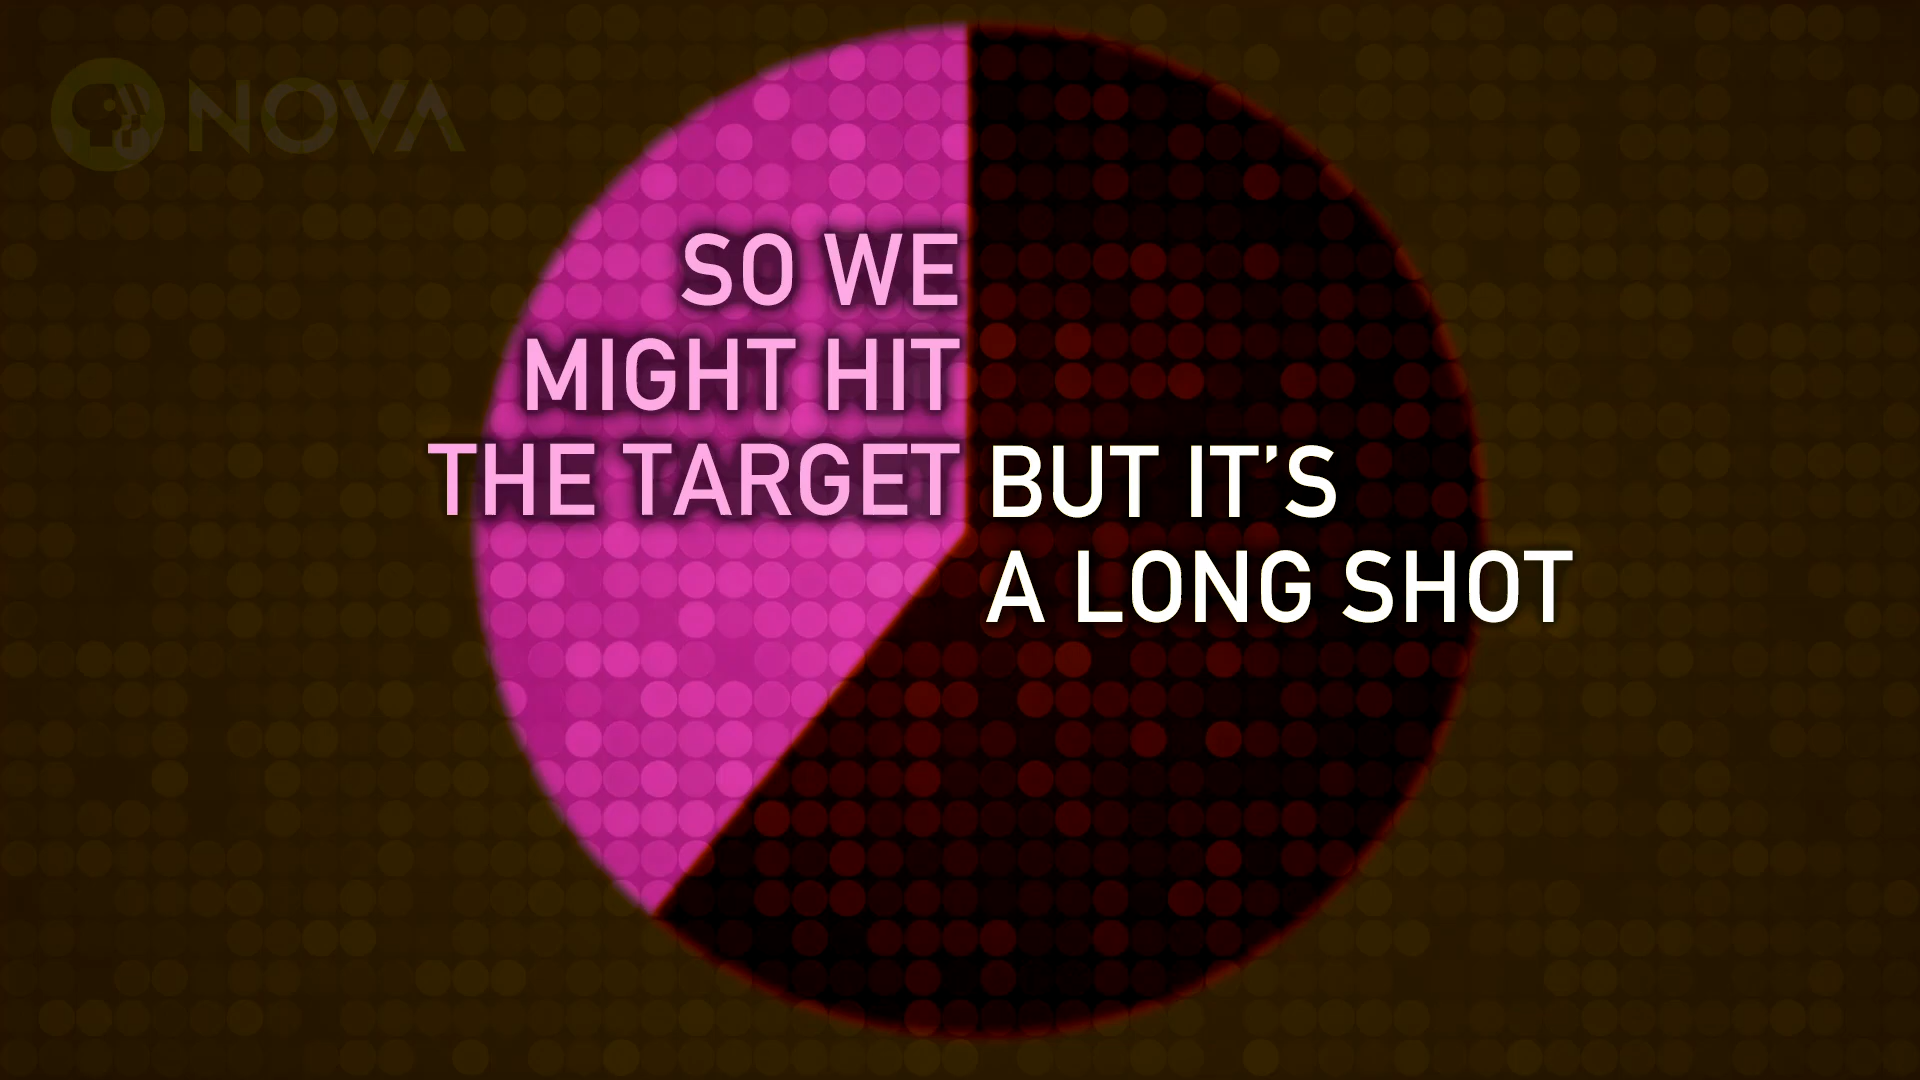 NOVA
SO WE
MIGHT HIT
THE TARGET
BUT IT’S
A LONG SHOT